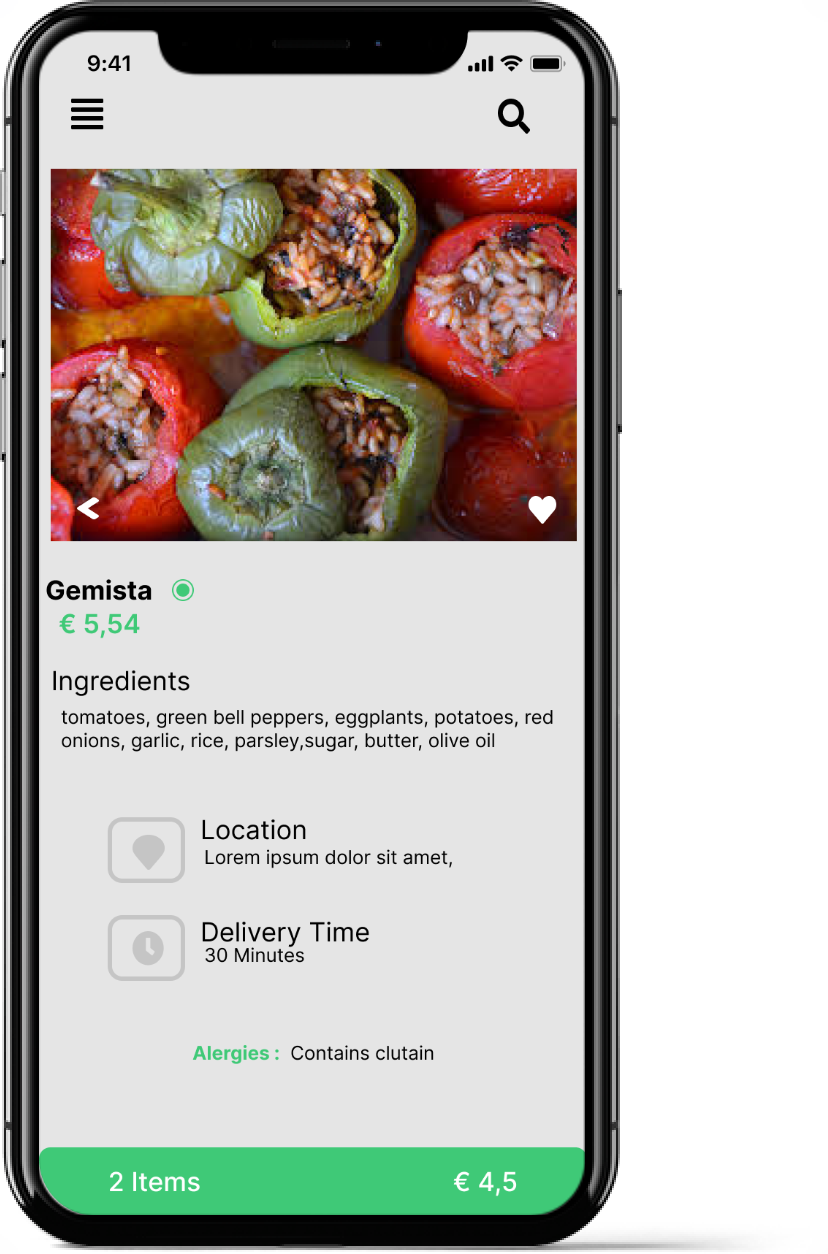 9:41
Gemista
€ 5,54
Ingredients
tomatoes, green bell peppers, eggplants, potatoes, red
onions, garlic, rice, parsley,sugar, butter, olive oil
Location
Lorem ipsum dolor sit amet,
Delivery Time
30 Minutes
Alergies : Contains clutain
2 Items € 4,5